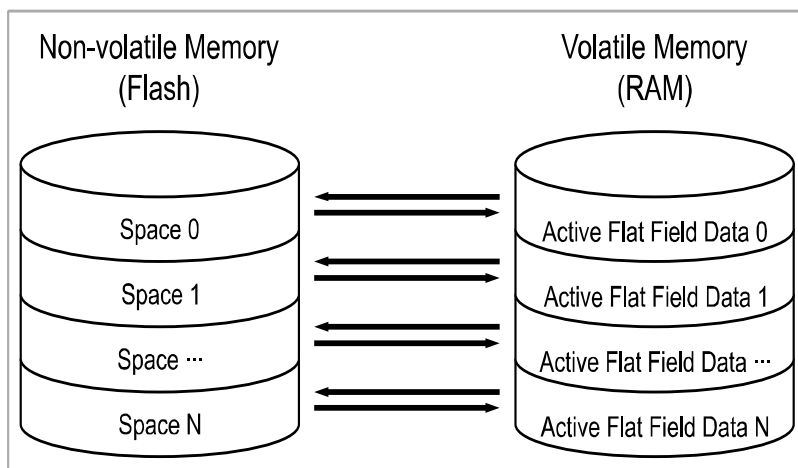 Non-volatile Memory
(Flash)
Volatile Memory
(RAM)
Space 0
Active Flat Field Data 0
Space 1
Active Flat Field Data 1
Space ···
Active Flat Field Data ···
Space N
Active Flat Field Data N